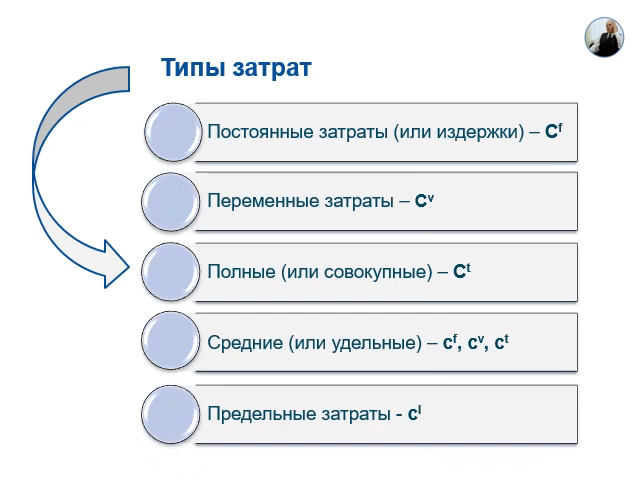 Типы затрат
Постоянные затраты (или издержки) – Cᶠ
Переменные затраты – Cᵛ
Полные (или совокупные) – Cᵗ
Средние (или удельные) – cᶠ, cᵛ, cᵗ
Предельные затраты - cˡ